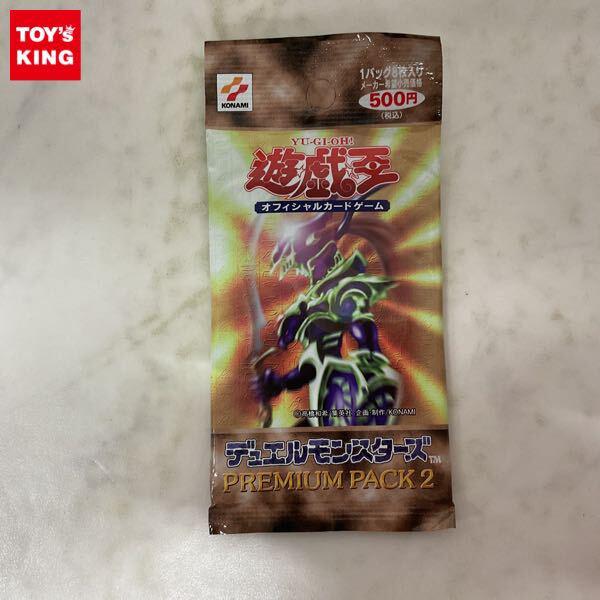 TOY'S
KING
KONAMI
1パック8枚入り
メーカー希望小売価格
500円
(税込)
YU-GI-OH!
遊戯王
オフィシャルカードゲーム
©高橋和希/集英社 企画・制作/KONAMI
デュエルモンスターズ™
PREMIUM PACK 2